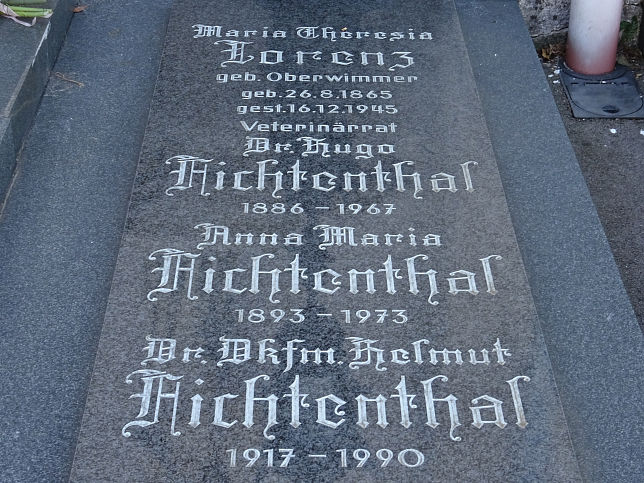 Maria Théresia
Lorenz
geb. Oberwimmer
geb. 26.8.1865
gest. 16.12.1945
Veterinärrat
Dr. Hugo
Fichtenthal
1886 – 1967
Anna Maria
Fichtenthal
1893 – 1973
Dr. Dkfm. Helmut
Fichtenthal
1917 – 1990